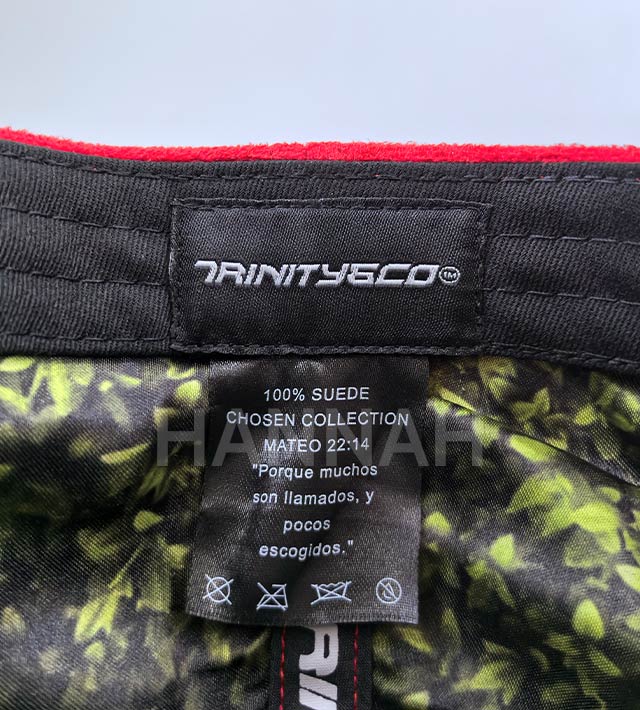 TRINITY&CO™
100% SUEDE
CHOSEN COLLECTION
HANNAH
MATEO 22:14
"Porque muchos
son llamados, y
pocos
escogidos."